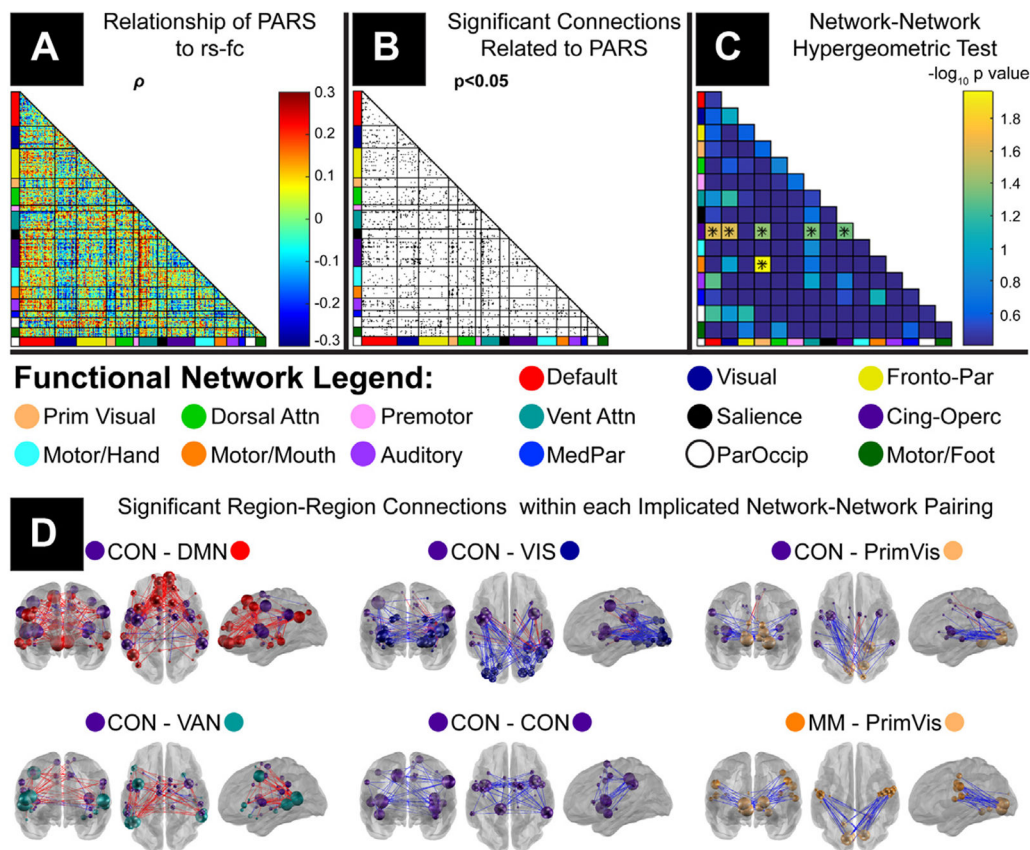 A
Relationship of PARS
to rs-fc
ρ
0.3
0.2
0.1
0
-0.1
-0.2
-0.3
B
Significant Connections
Related to PARS
p<0.05
C
Network-Network
Hypergeometric Test
-log10 p value
1.8
1.6
1.4
1.2
1
0.8
0.6
Functional Network Legend:
Default
Visual
Fronto-Par
Prim Visual
Dorsal Attn
Premotor
Vent Attn
Salience
Cing-Operc
Motor/Hand
Motor/Mouth
Auditory
MedPar
ParOccip
Motor/Foot
D
Significant Region-Region Connections within each Implicated Network-Network Pairing
CON - DMN
CON - VIS
CON - PrimVis
CON - VAN
CON - CON
MM - PrimVis